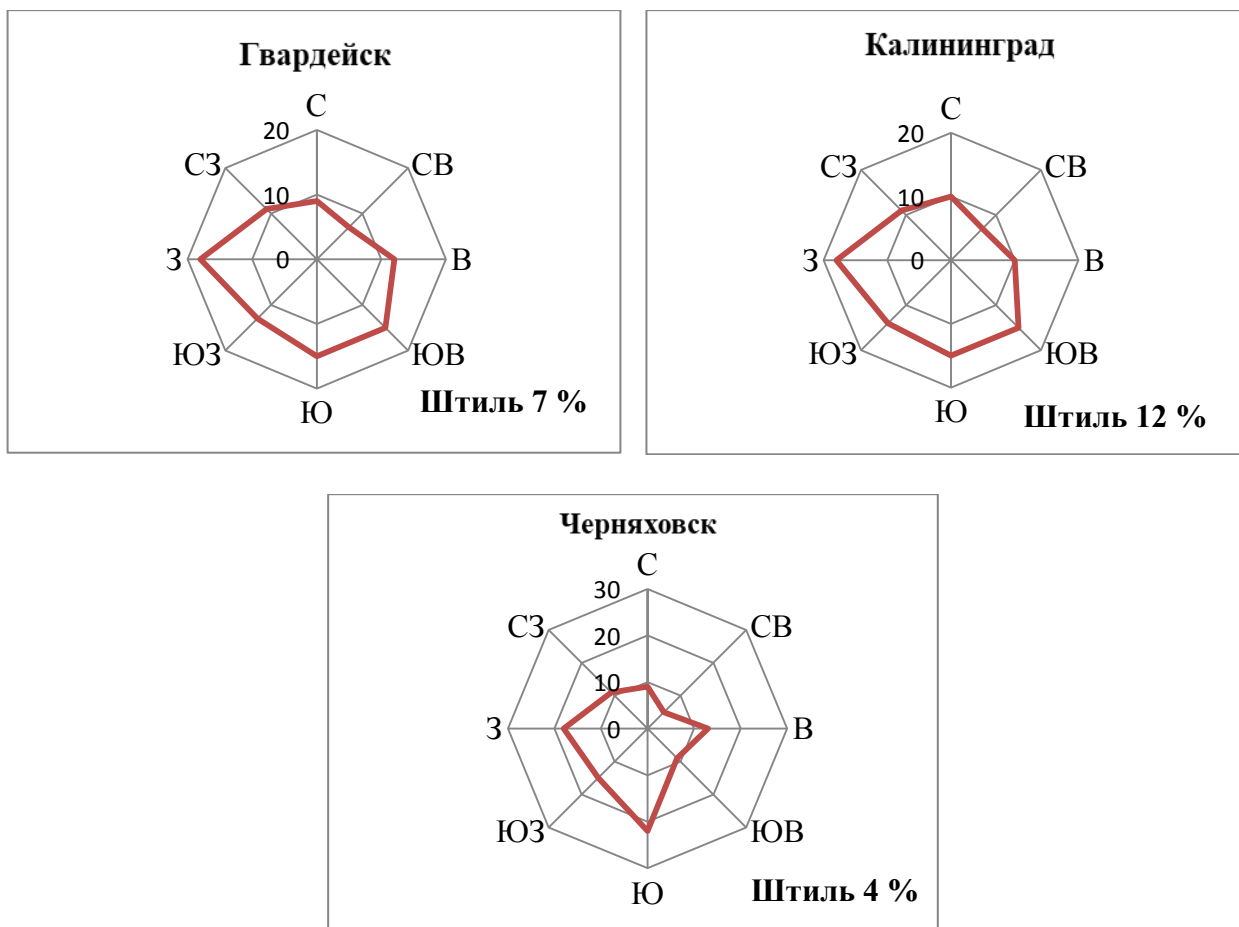 Гвардейск
С
20
СЗ
СВ
10
З
0
В
ЮЗ
ЮВ
Ю
Штиль 7 %
Калининград
С
20
СЗ
СВ
10
З
0
В
ЮЗ
ЮВ
Ю
Штиль 12 %
Черняховск
С
30
СЗ
СВ
20
10
З
0
В
ЮЗ
ЮВ
Ю
Штиль 4 %